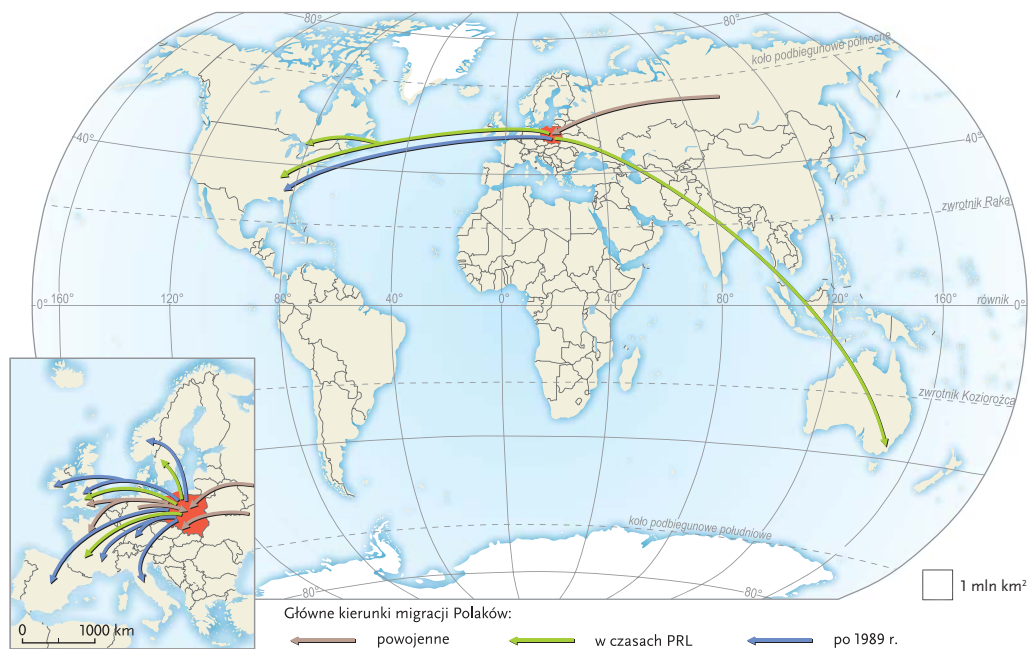 80°
80°
koło podbiegunowe północne
40°
40°
zwrotnik Raka
0°
160°
120°
80°
40°
0°
40°
80°
120°
160°
równik
0°
zwrotnik Koziorożca
koło podbiegunowe południowe
80°
80°
1 mln km²
0 1000 km
Główne kierunki migracji Polaków:
powojenne
w czasach PRL
po 1989 r.